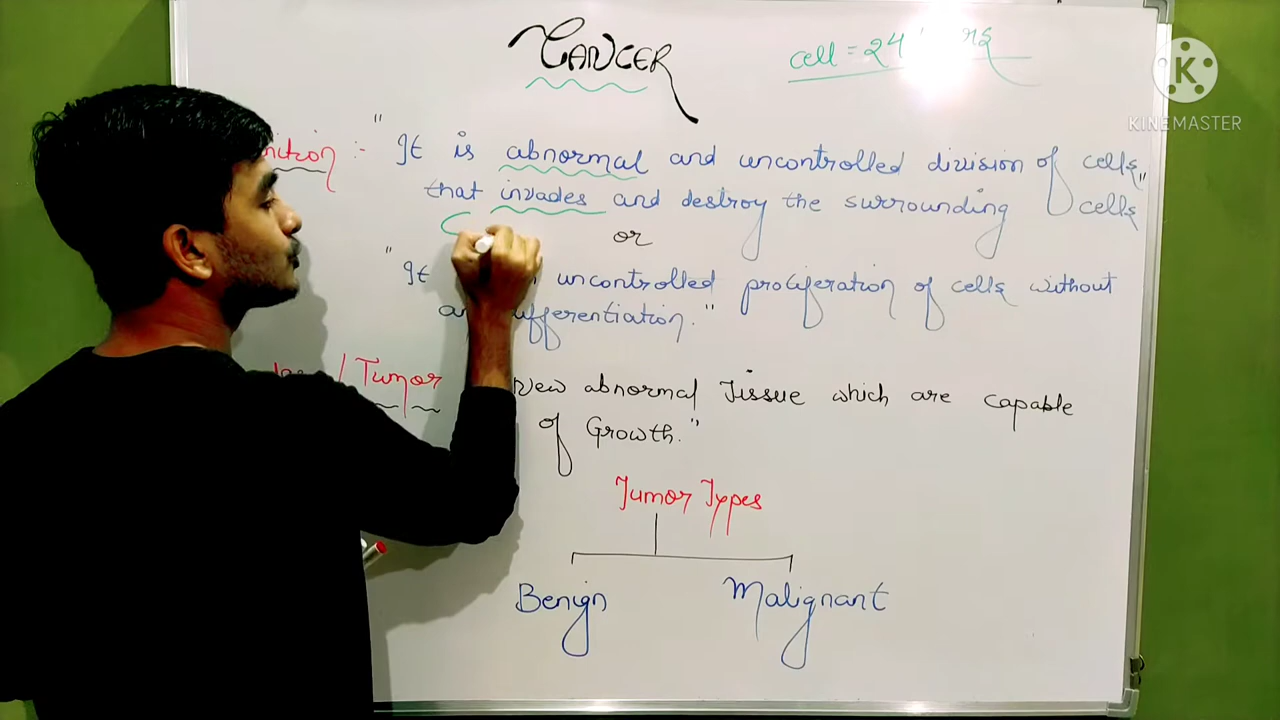 CANCER
cell = 24
:- "It is abnormal and uncontrolled division of cells,"
that invades and destroy the surrounding cells
or
"It uncontrolled proliferation of cells without
differentiation."
/ Tumor New abnormal Tissue which are capable
of Growth."
Tumor Types
Benign Malignant
K
KINEMASTER